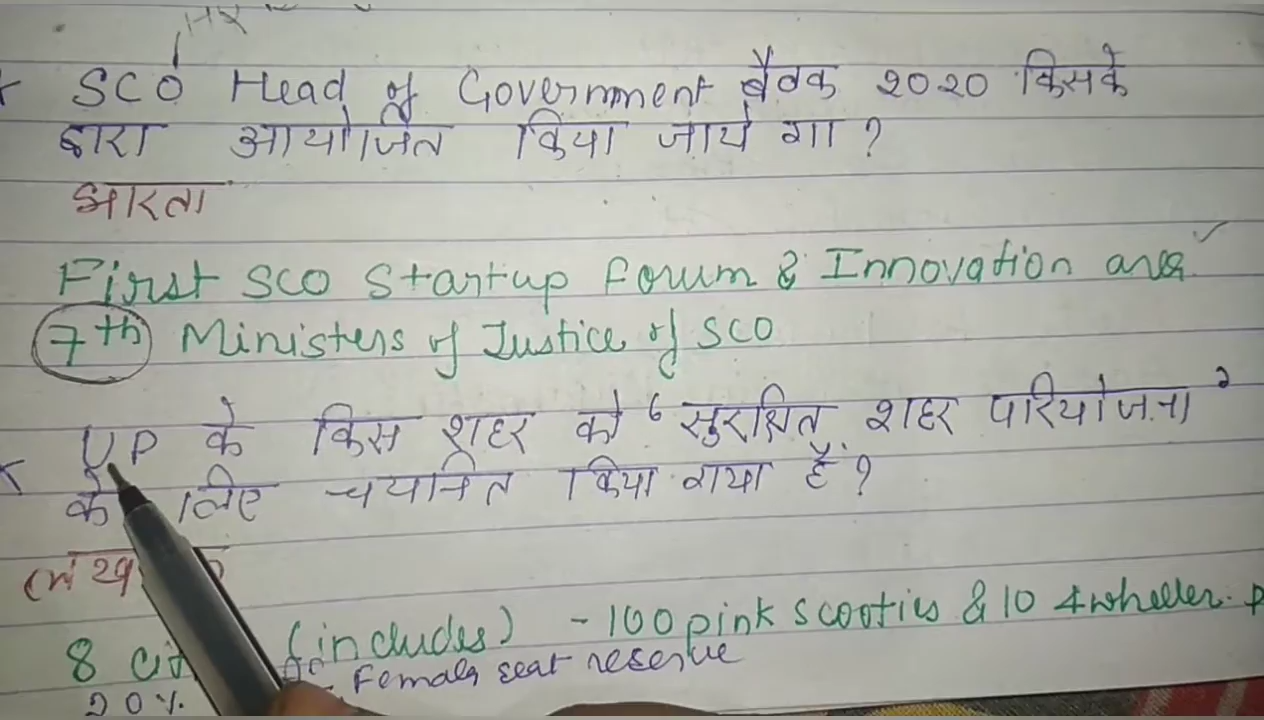 SCO Head of Government बैठक 2020 किसके
द्वारा आयोजित किया जाये गा ?
भारत।
First SCO Startup Forum & Innovation
7th Ministers of Justice of SCO
UP के किस शहर को 'सुरक्षित शहर परियोजना'
के लिए चयनित किया गया है ?
8 (includes) - 100 pink scooties & 10 4wheller.
20% Female seat reserve